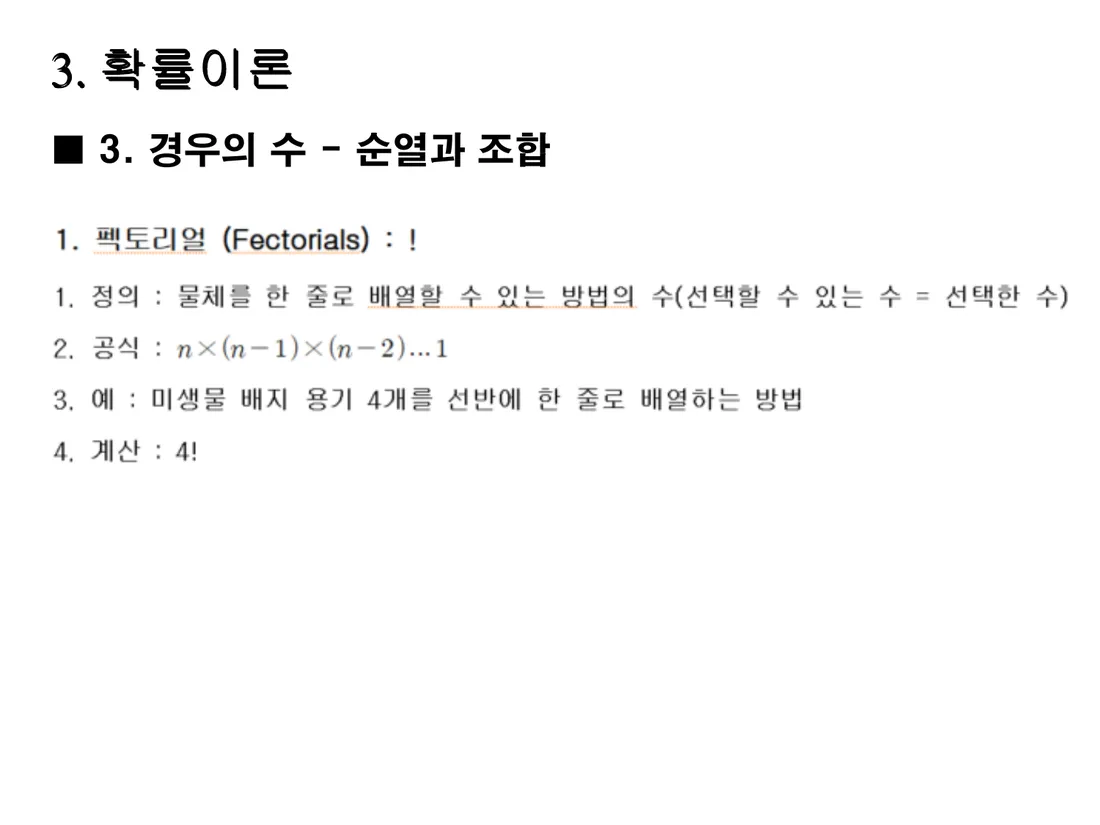 3. 확률이론
■ 3. 경우의 수 - 순열과 조합
1. 펙토리얼 (Fectorials) : !
1. 정의 : 물체를 한 줄로 배열할 수 있는 방법의 수(선택할 수 있는 수 = 선택한 수)
2. 공식 : n×(n-1)×(n-2)...1
3. 예 : 미생물 배지 용기 4개를 선반에 한 줄로 배열하는 방법
4. 계산 : 4!